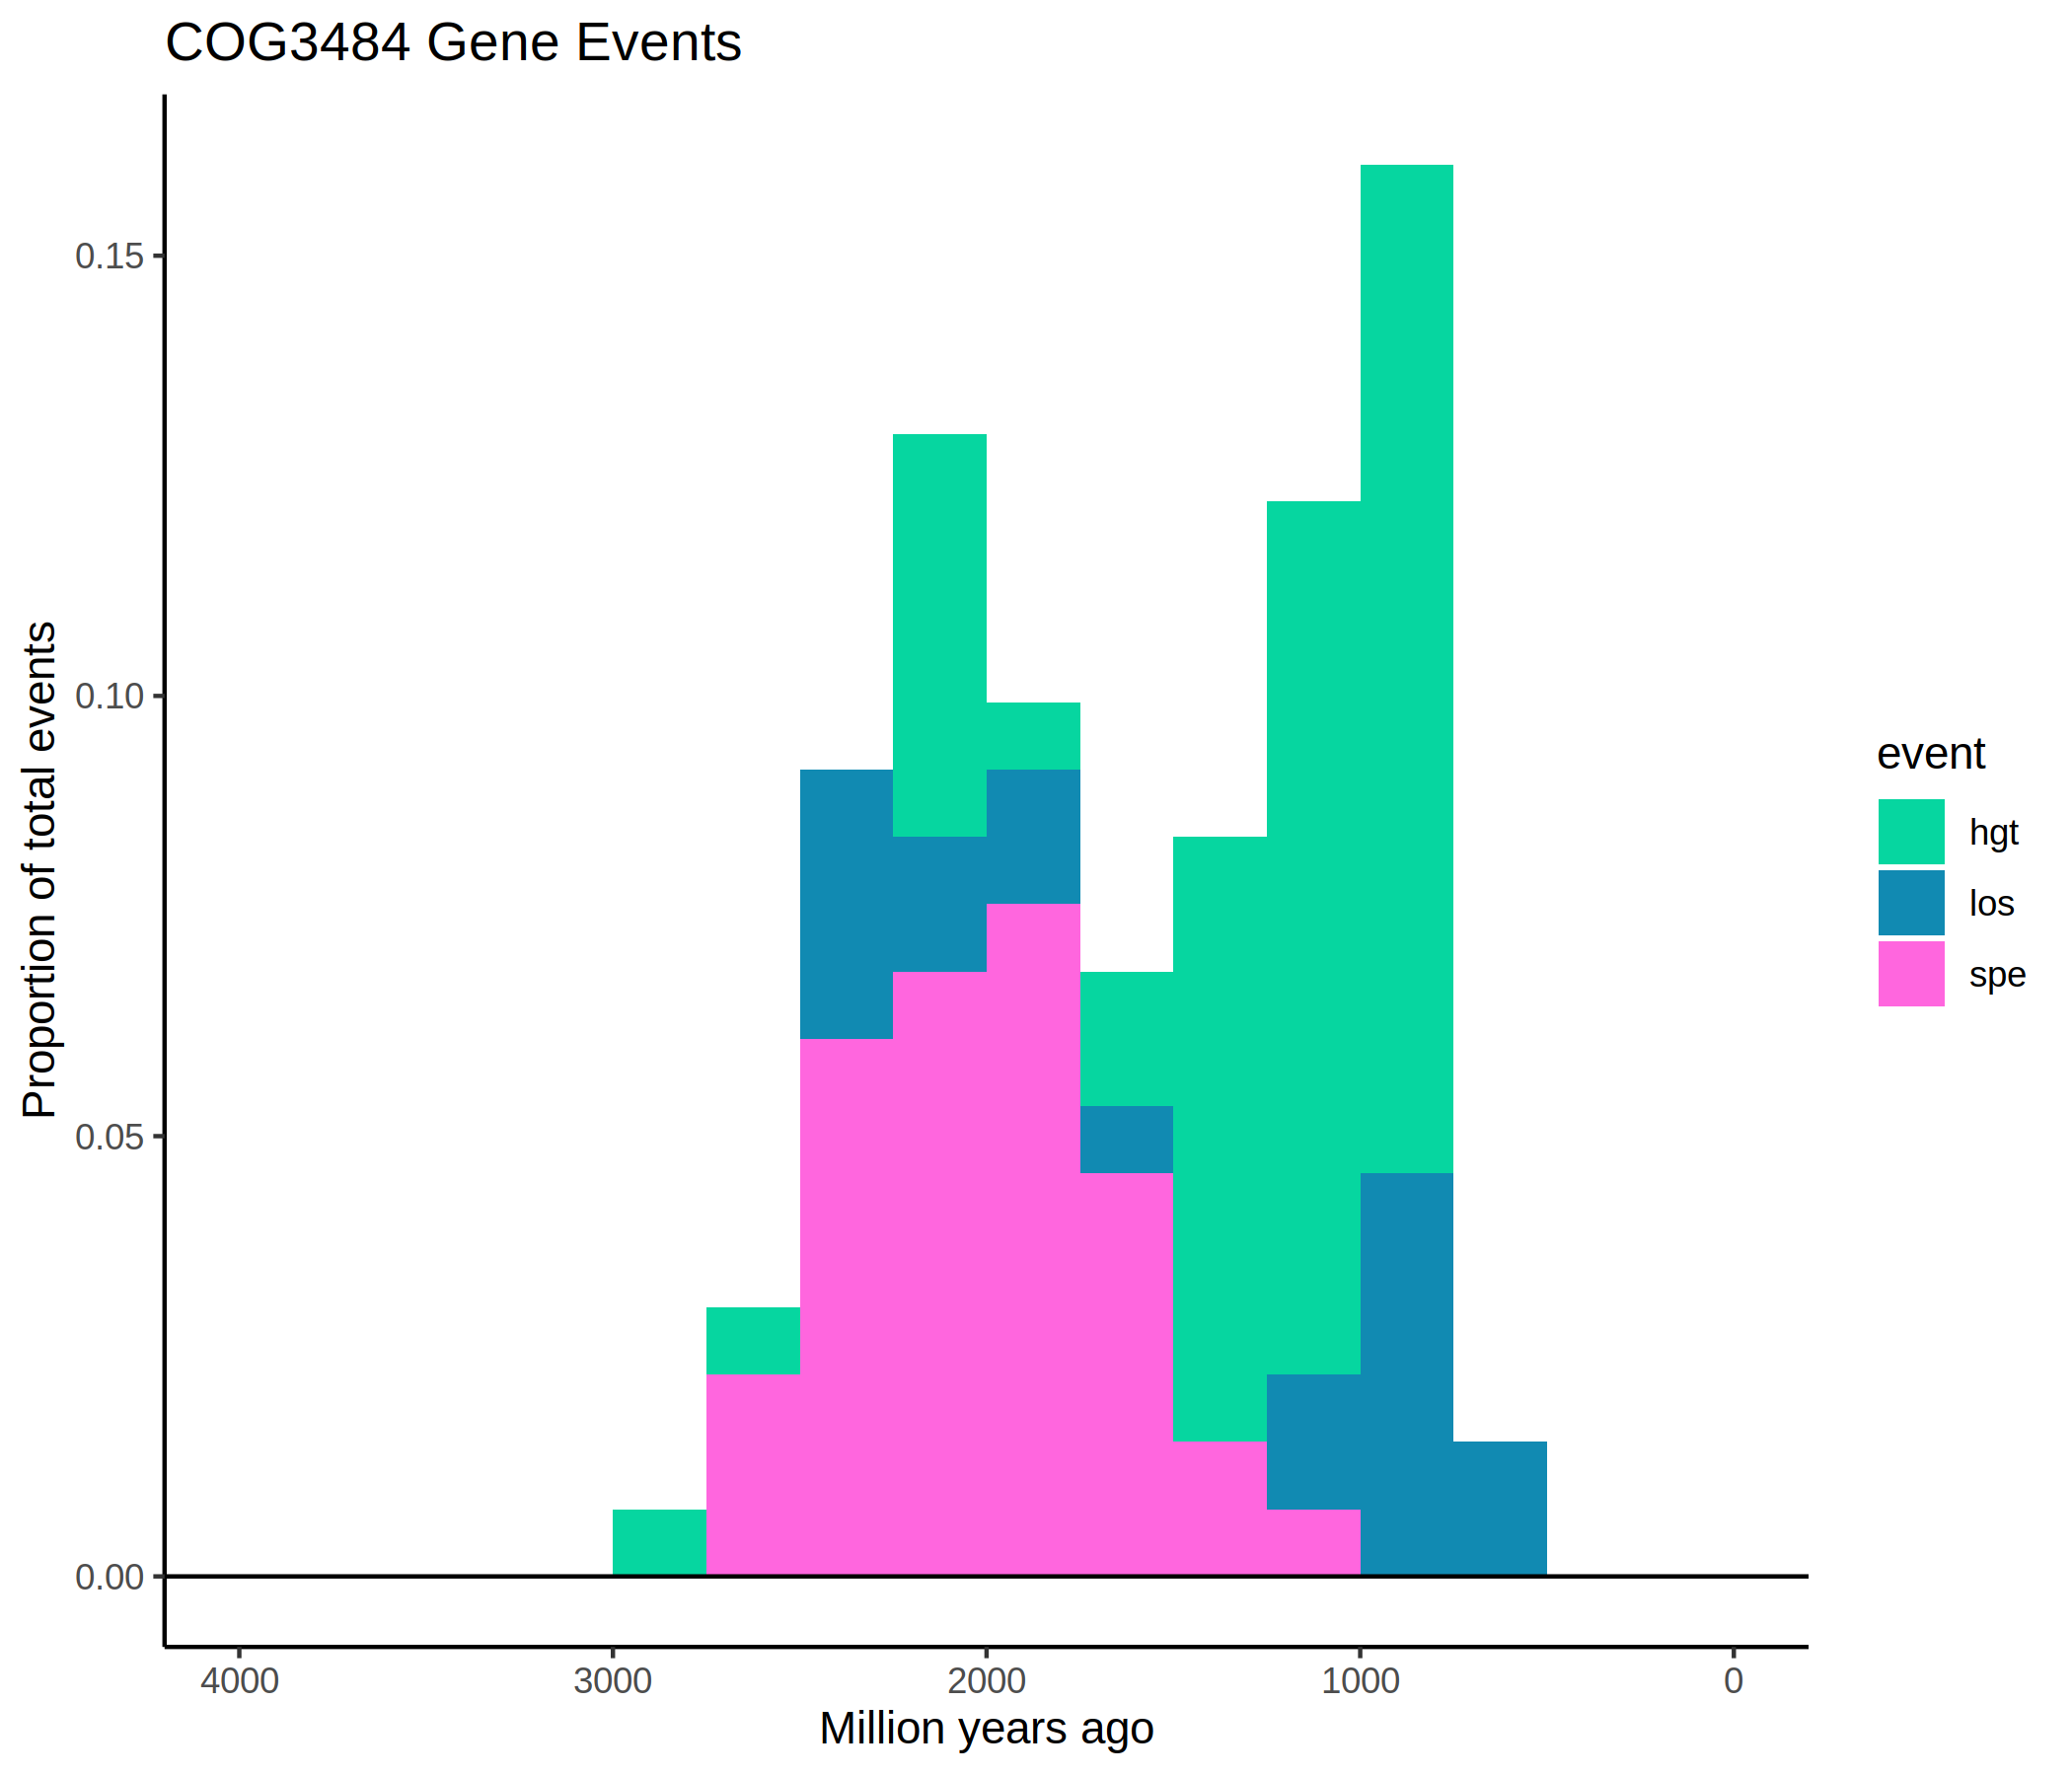 COG3484 Gene Events
Proportion of total events
0.15
0.10
0.05
0.00
4000 3000 2000 1000 0
Million years ago
event
hgt
los
spe